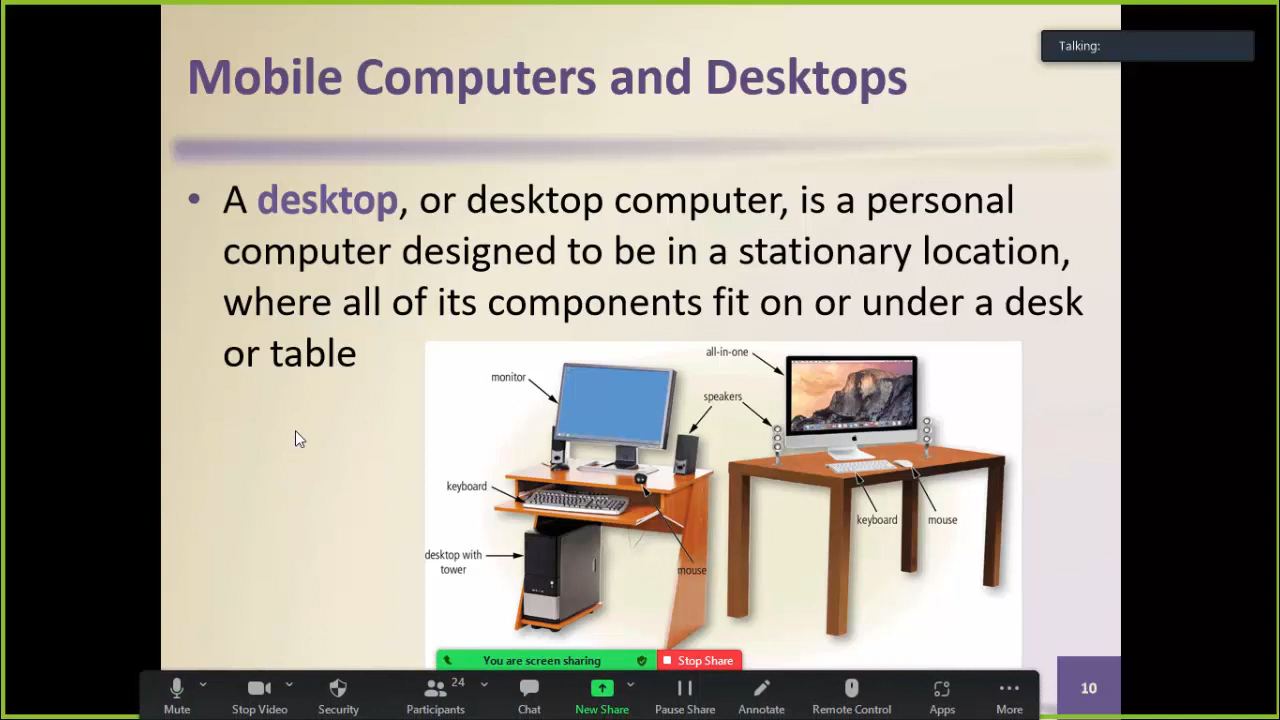 Talking:
Mobile Computers and Desktops
• A desktop, or desktop computer, is a personal
computer designed to be in a stationary location,
where all of its components fit on or under a desk
or table
all-in-one
monitor
speakers
keyboard
keyboard
mouse
desktop with
tower
mouse
You are screen sharing
Stop Share
24
Mute
Stop Video
Security
Participants
Chat
New Share
Pause Share
Annotate
Remote Control
Apps
More
10